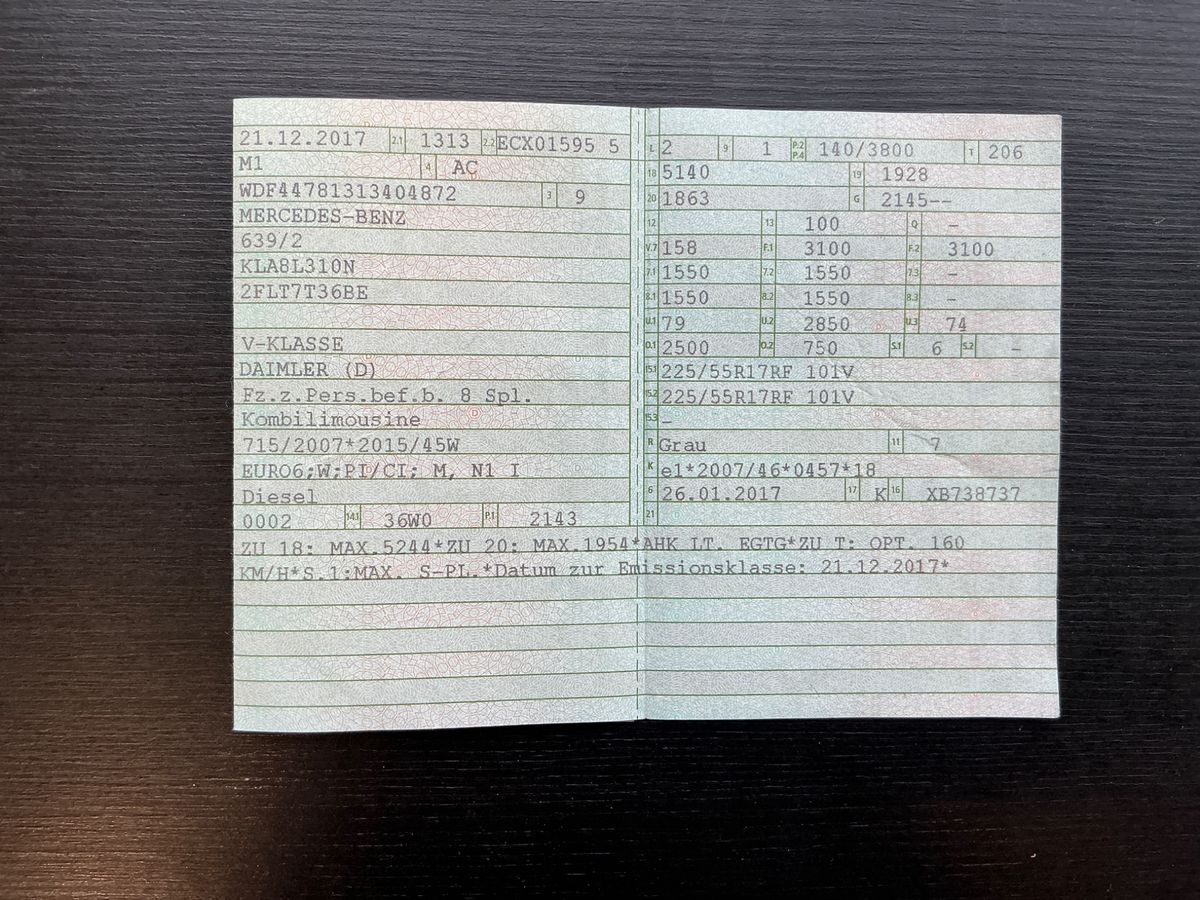 21.12.2017 2.1 1313 2.2 ECX01595 5
M1 4 AC
WDF44781313404872 3 9
MERCEDES-BENZ
639/2
KLA8L310N
2FLT7T36BE
V-KLASSE
DAIMLER (D)
Fz.z.Pers.bef.b. 8 Spl.
Kombilimousine
715/2007*2015/45W
EURO6;W;PI/CI; M, N1 I
Diesel
0002 14.1 36W0 P.1 2143
L 2 9 1 P.2 P.4 140/3800 T 206
18 5140 19 1928
20 1863 G 2145--
12 13 100 Q -
V.7 158 F.1 3100 F.2 3100
7.1 1550 7.2 1550 7.3 -
8.1 1550 8.2 1550 8.3 -
U.1 79 U.2 2850 U.3 74
O.1 2500 O.2 750 S.1 6 S.2 -
15.1 225/55R17RF 101V
15.2 225/55R17RF 101V
15.3 -
R Grau 11 7
K e1*2007/46*0457*18
6 26.01.2017 17 K 16 XB738737
21
ZU 18: MAX.5244*ZU 20: MAX.1954*AHK LT. EGTG*ZU T: OPT. 160
KM/H*S.1:MAX. S-PL.*Datum zur Emissionsklasse: 21.12.2017*